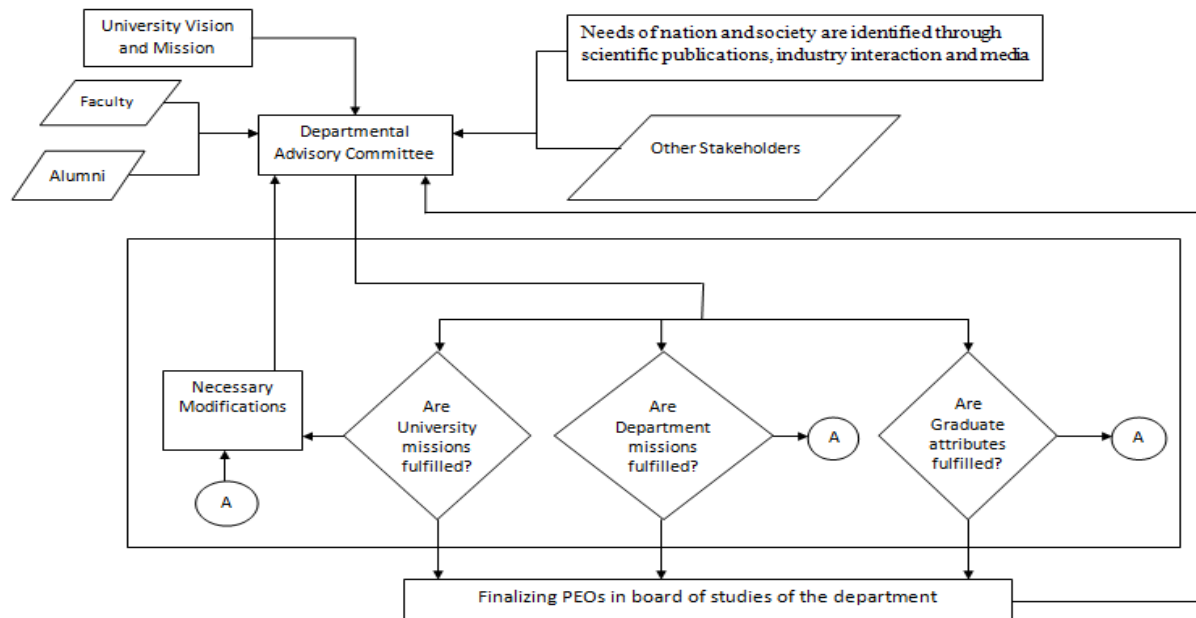 University Vision
and Mission
Needs of nation and society are identified through
scientific publications, industry interaction and media
Faculty
Alumni
Departmental
Advisory Committee
Other Stakeholders
Necessary
Modifications
A
Are
University
missions
fulfilled?
Are
Department
missions
fulfilled?
A
Are
Graduate
attributes
fulfilled?
A
Finalizing PEOs in board of studies of the department